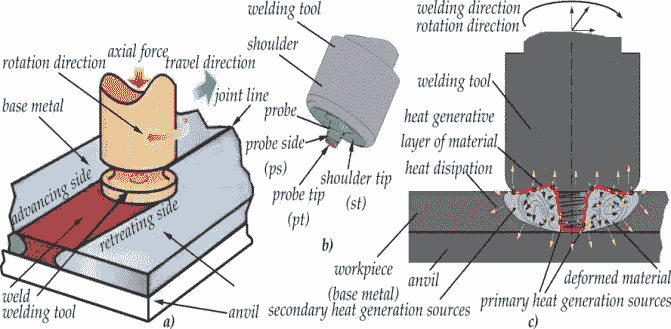 axial force
rotation direction
travel direction
base metal
joint line
advancing side
retreating side
weld
welding tool
anvil
a)
welding tool
shoulder
probe
probe side
(ps)
probe tip
(pt)
shoulder tip
(st)
b)
welding direction
rotation direction
c)
welding tool
heat generative
layer of material
heat disipation
workpiece
(base metal)
anvil
secondary heat generation sources
deformed material
primary heat generation sources
c)